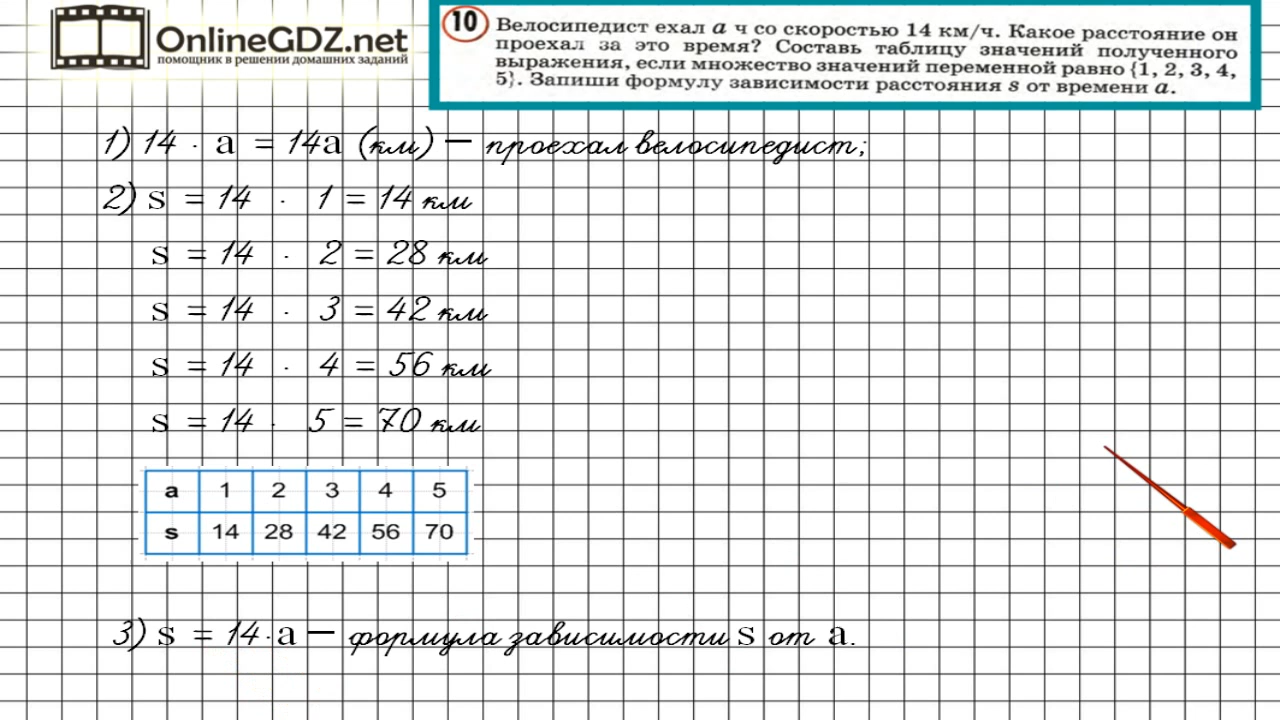 OnlineGDZ.net
помощник в решении домашних заданий
10 Велосипедист ехал а ч со скоростью 14 км/ч. Какое расстояние он
проехал за это время? Составь таблицу значений полученного
выражения, если множество значений переменной равно {1, 2, 3, 4,
5}. Запиши формулу зависимости расстояния s от времени а.
1) 14 · а = 14а (км) – проехал велосипедист;
2) s = 14 · 1 = 14 км
s = 14 · 2 = 28 км
s = 14 · 3 = 42 км
s = 14 · 4 = 56 км
s = 14 · 5 = 70 км
а 1 2 3 4 5
s 14 28 42 56 70
3) s = 14·а – формула зависимости s от а.